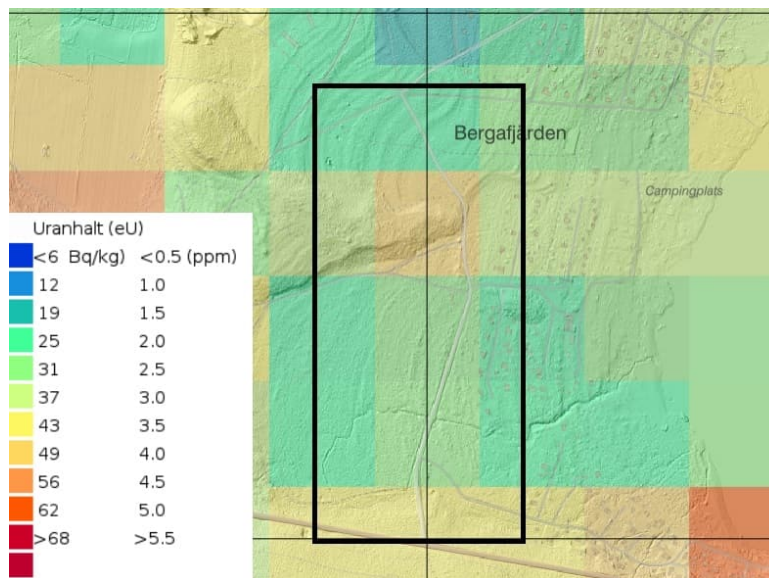 Bergafjärden
Campingplats
Uranhalt (eU)
<6 Bq/kg) <0.5 (ppm)
12 1.0
19 1.5
25 2.0
31 2.5
37 3.0
43 3.5
49 4.0
56 4.5
62 5.0
>68 >5.5